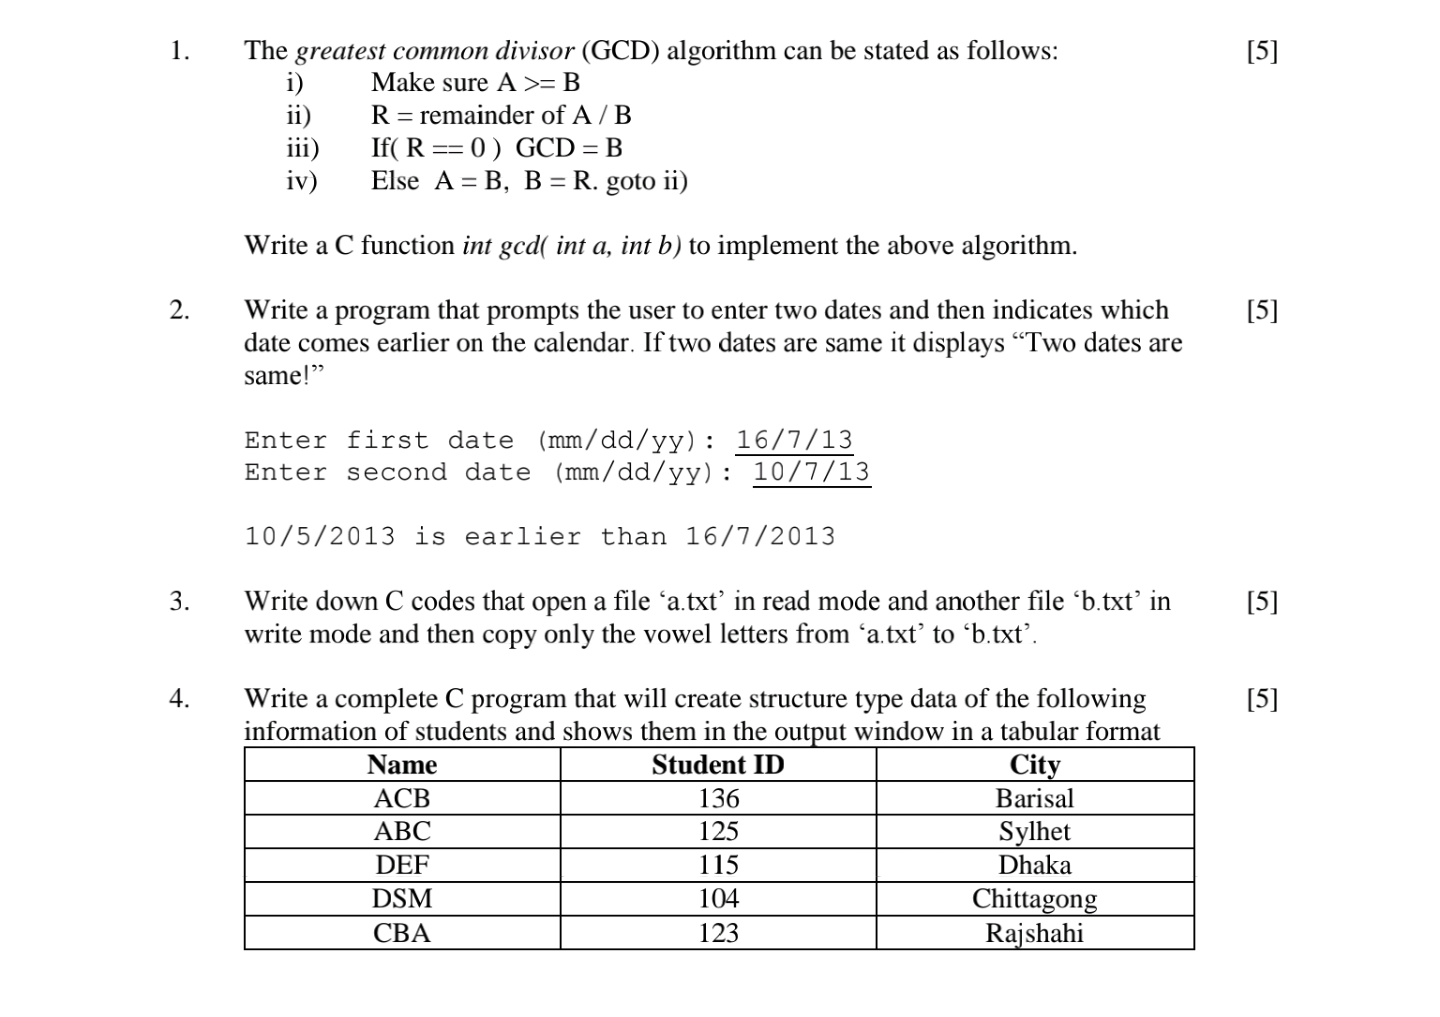 1. The greatest common divisor (GCD) algorithm can be stated as follows: [5]
i) Make sure A >= B
ii) R = remainder of A / B
iii) If( R == 0 ) GCD = B
iv) Else A = B, B = R. goto ii)
Write a C function int gcd( int a, int b) to implement the above algorithm.
2. Write a program that prompts the user to enter two dates and then indicates which [5]
date comes earlier on the calendar. If two dates are same it displays “Two dates are
same!”
Enter first date (mm/dd/yy): 16/7/13
Enter second date (mm/dd/yy): 10/7/13
10/5/2013 is earlier than 16/7/2013
3. Write down C codes that open a file ‘a.txt’ in read mode and another file ‘b.txt’ in [5]
write mode and then copy only the vowel letters from ‘a.txt’ to ‘b.txt’.
4. Write a complete C program that will create structure type data of the following [5]
information of students and shows them in the output window in a tabular format
Name Student ID City
ACB 136 Barisal
ABC 125 Sylhet
DEF 115 Dhaka
DSM 104 Chittagong
CBA 123 Rajshahi